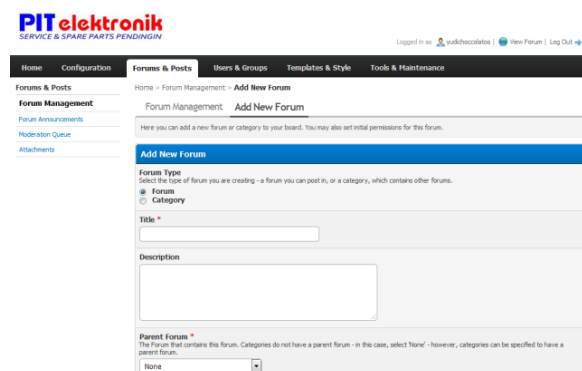 PIT elektronik
SERVICE & SPARE PARTS PENDINGIN
Logged in as yudichoccolatos | View Forum | Log Out
Home Configuration Forums & Posts Users & Groups Templates & Style Tools & Maintenance
Forums & Posts
Forum Management
Forum Announcements
Moderation Queue
Attachments
Home » Forum Management » Add New Forum
Forum Management Add New Forum
Here you can add a new forum or category to your board. You may also set initial permissions for this forum.
Add New Forum
Forum Type
Select the type of forum you are creating - a forum you can post in, or a category, which contains other forums.
Forum
Category
Title *
Description
Parent Forum *
The Forum that contains this forum. Categories do not have a parent forum - in this case, select 'None' - however, categories can be specified to have a
parent forum.
None